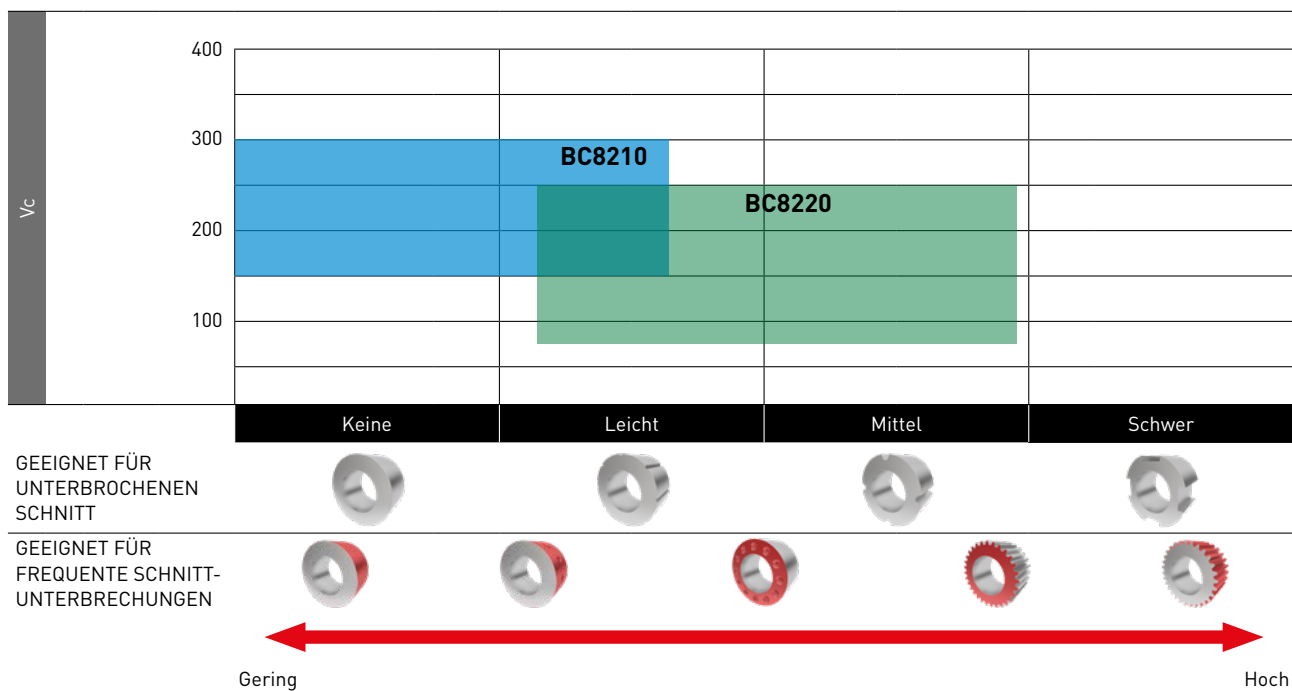 Vc
400
300
200
100
BC8210
BC8220
Keine Leicht Mittel Schwer
GEEIGNET FÜR
UNTERBROCHENEN
SCHNITT
GEEIGNET FÜR
FREQUENTE SCHNITT-
UNTERBRECHUNGEN
Gering Hoch